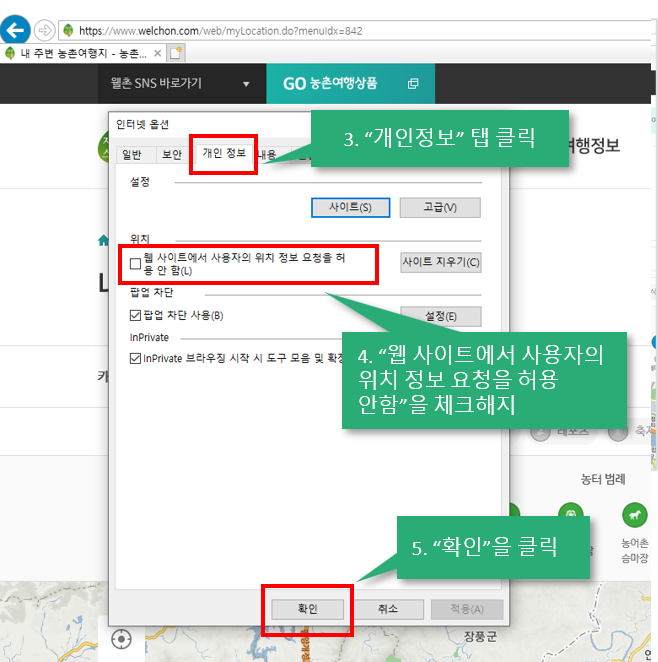 https://www.welchon.com/web/myLocation.do?menuIdx=842
내 주변 농촌여행지 - 농촌...
웰촌 SNS 바로가기
GO 농촌여행상품
인터넷 옵션
3. “개인정보” 탭 클릭
행정보
일반
보안
개인 정보
내용
설정
사이트(S)
고급(V)
위치
웹 사이트에서 사용자의 위치 정보 요청을 허
용 안 함(L)
사이트 지우기(C)
팝업 차단
팝업 차단 사용(B)
설정(E)
InPrivate
InPrivate 브라우징 시작 시 도구 모음 및 확장
4. “웹 사이트에서 사용자의
위치 정보 요청을 허용
안함”을 체크해지
카
레포츠
축제
농터 범례
5. “확인”을 클릭
농어촌
승마장
확인
취소
적용(A)
장풍군